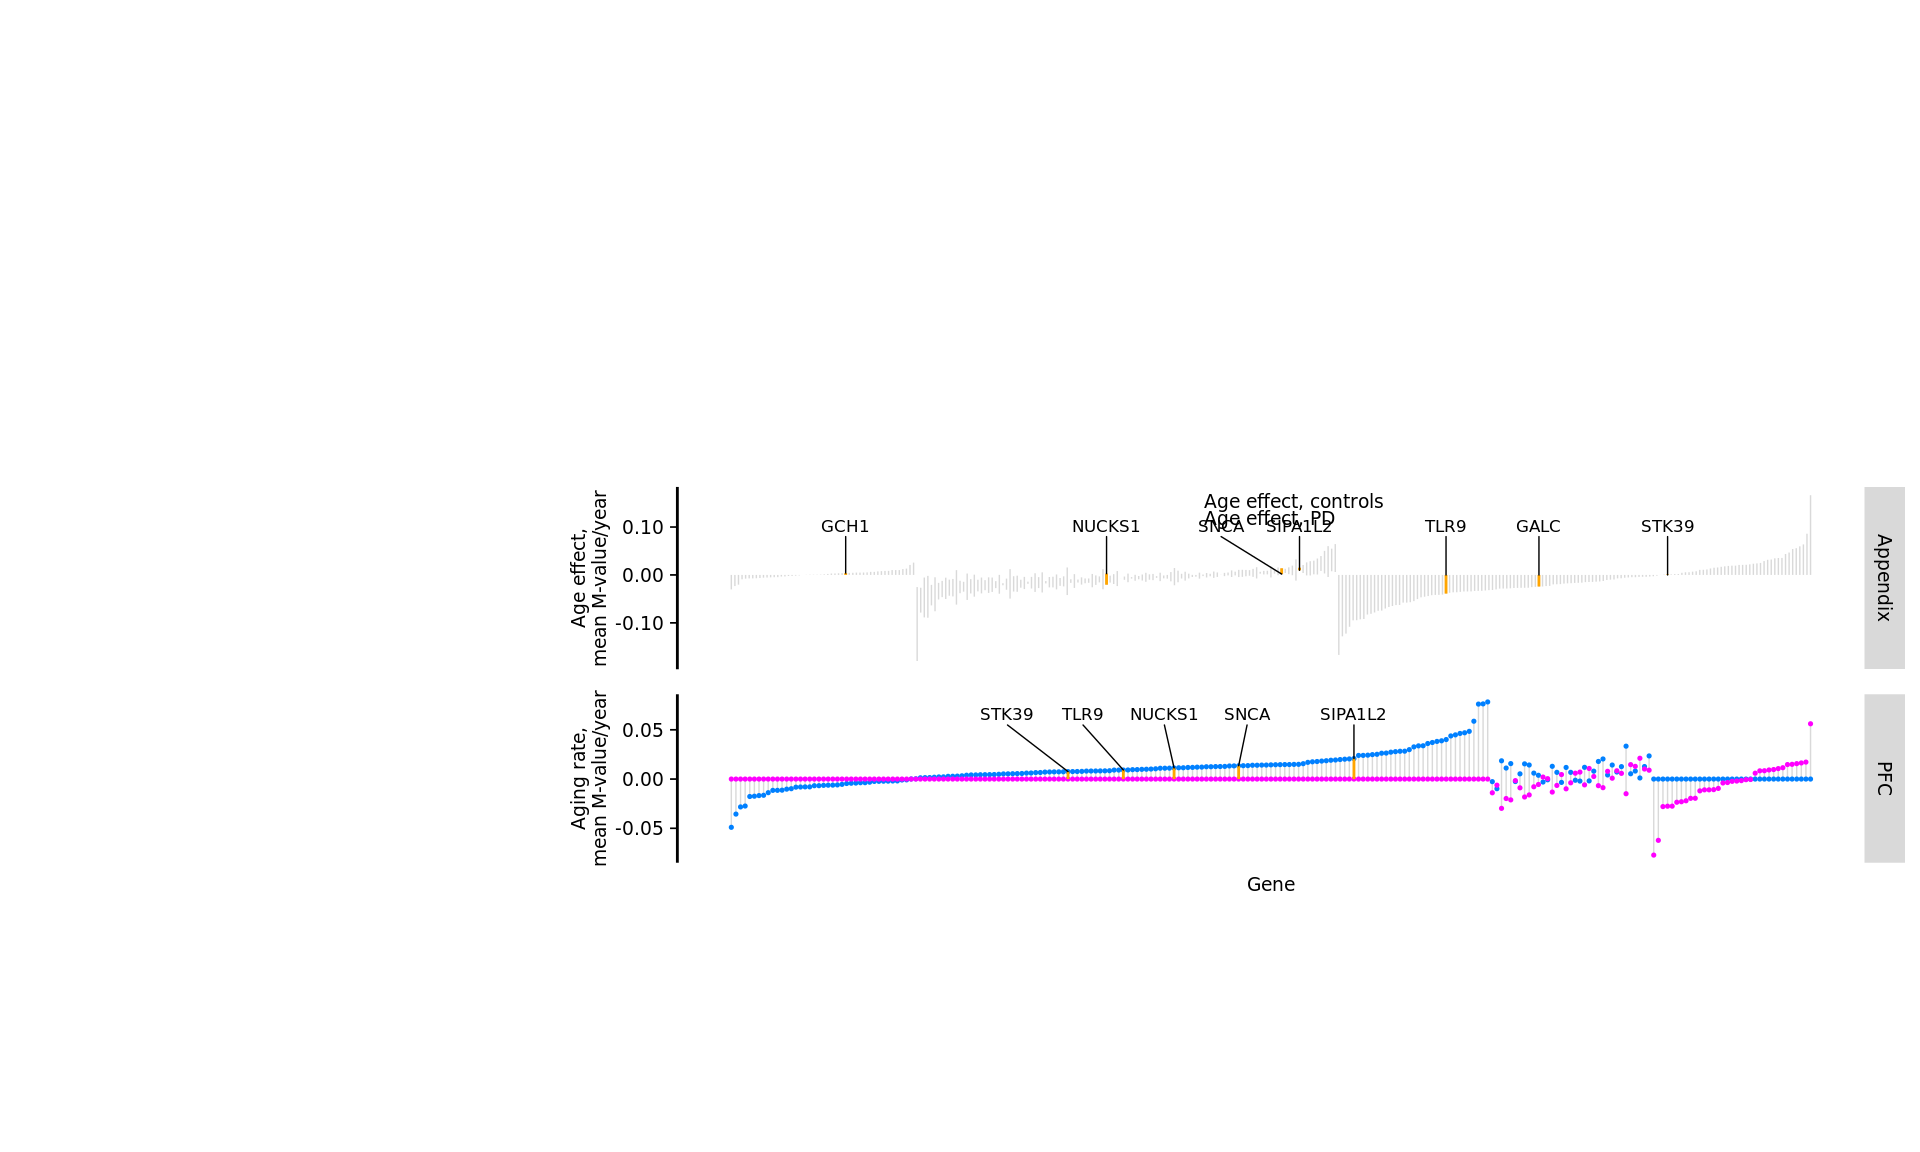 Age effect, controls
Age effect, PD
Age effect,
mean M-value/year
0.10
0.00
-0.10
GCH1
NUCKS1
SNCA
SIPA1L2
TLR9
GALC
STK39
Appendix
Aging rate,
mean M-value/year
0.05
0.00
-0.05
STK39
TLR9
NUCKS1
SNCA
SIPA1L2
PFC
Gene